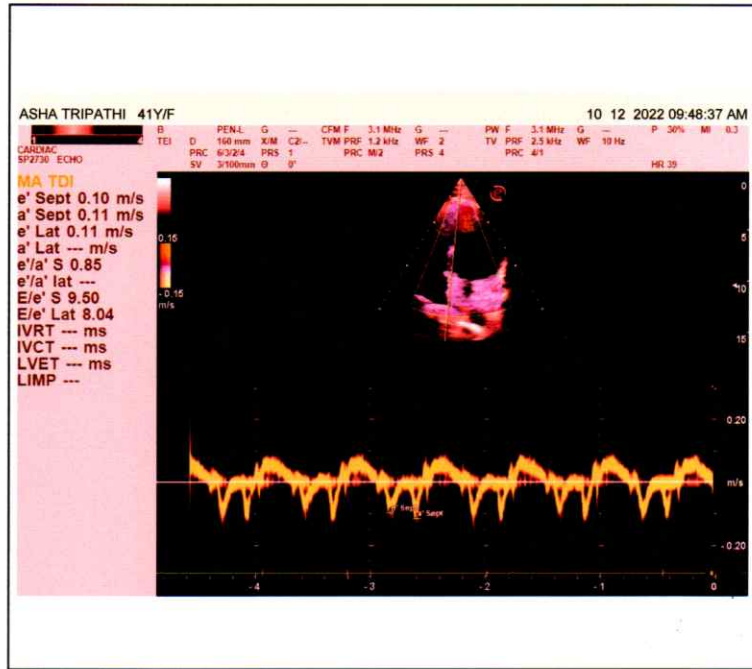 ASHA TRIPATHI 41Y/F
10 12 2022 09:48:37 AM
B PEN-L G --- CFM F 3.1 MHz G --- PW F 3.1 MHz G --- P 30% MI 0.3
TEI D 160 mm X/M C2/-- TVM PRF 1.2 kHz WF 2 TV PRF 2.5 kHz WF 10 Hz
CARDIAC PRC 6/3/2/4 PRS 1 PRC M/2 PRS 4 PRC 4/1
SP2730 ECHO SV 3/100mm Θ 0° HR 39
MA TDI
e' Sept 0.10 m/s
a' Sept 0.11 m/s
e' Lat 0.11 m/s
a' Lat --- m/s
e'/a' S 0.85
e'/a' lat ---
E/e' S 9.50
E/e' Lat 8.04
IVRT --- ms
IVCT --- ms
LVET --- ms
LIMP ---
0.15
- 0.15
m/s
0
5
10
15
0.20
m/s
- 0.20
Sept
a' Sept
- 4
- 3
- 2
- 1
0